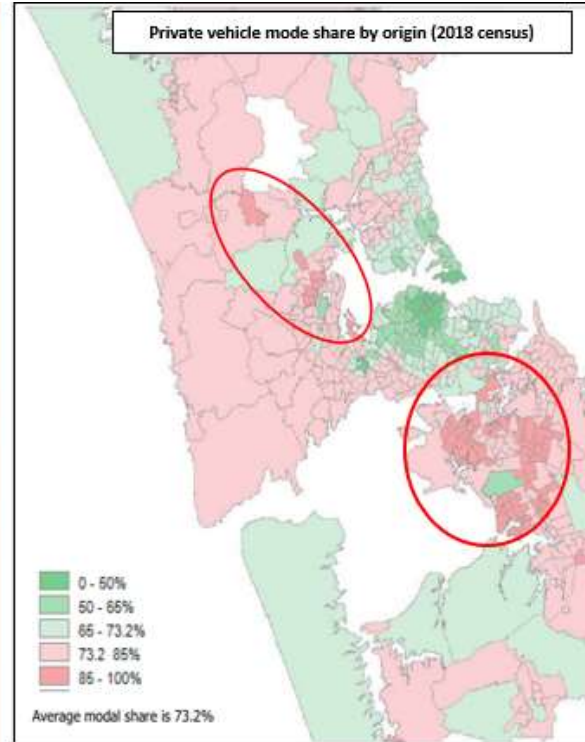 Private vehicle mode share by origin (2018 census)
0 - 50%
50 - 65%
65 - 73.2%
73.2 85%
85 - 100%
Average modal share is 73.2%